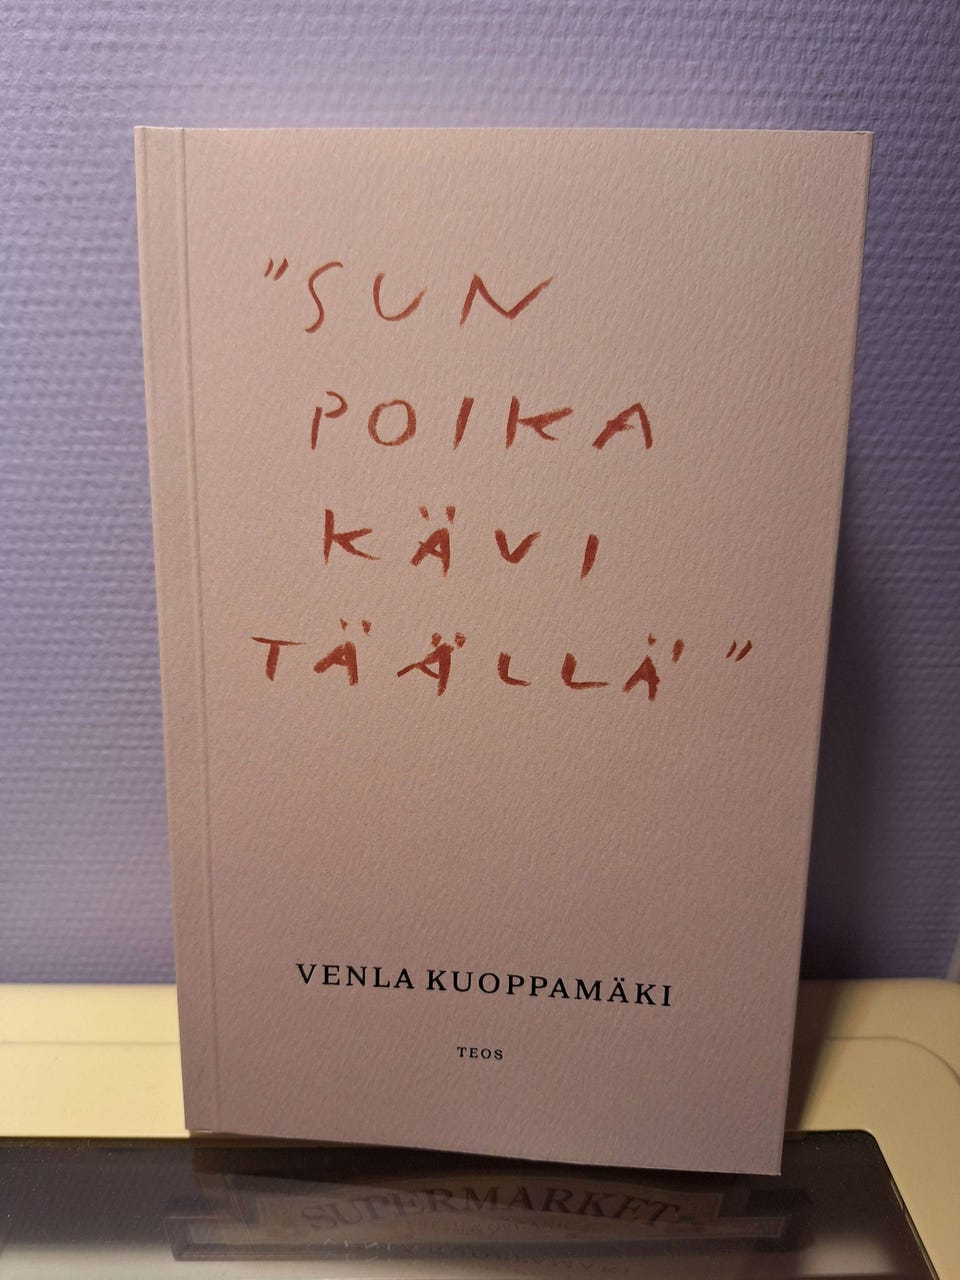 "SUN
POIKA
KÄVI
TÄÄLLÄ"
VENLA KUOPPAMÄKI
TEOS
SUPERMARKET